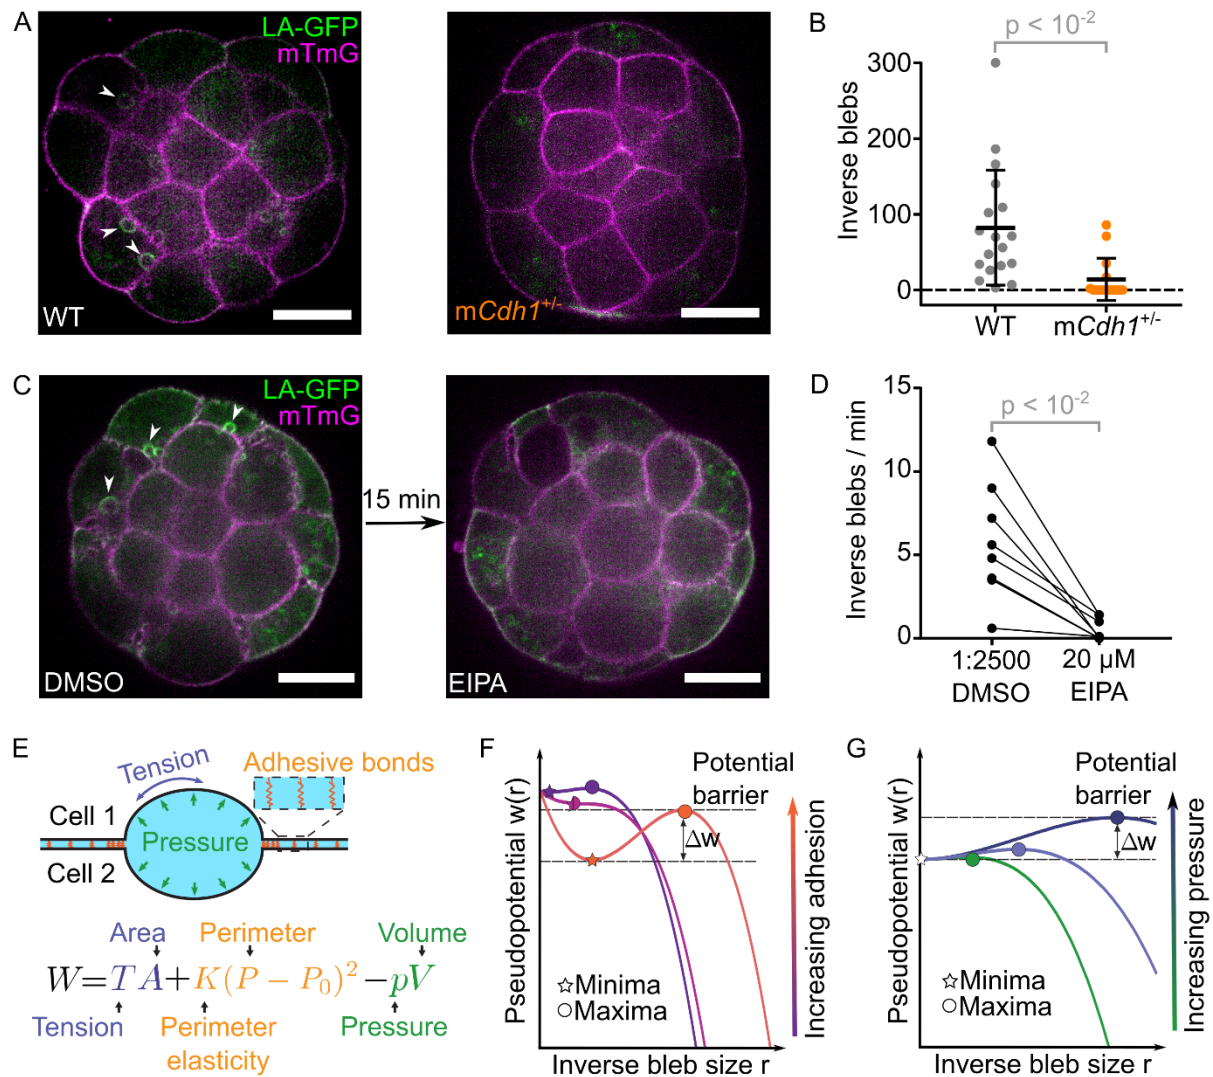 A
LA-GFP
mTmG
WT
mCdh1+/-
B
p < 10-2
Inverse blebs
300
200
100
0
WT
mCdh1+/-
C
LA-GFP
mTmG
DMSO
15 min
EIPA
D
p < 10-2
Inverse blebs / min
15
10
5
0
1:2500
DMSO
20 µM
EIPA
E
Tension
Adhesive bonds
Cell 1
Pressure
Cell 2
Area
Perimeter
Volume
W=TA+K(P − P0)2−pV
Tension
Perimeter
elasticity
Pressure
F
Pseudopotential w(r)
Potential
barrier
Δw
Minima
Maxima
Inverse bleb size r
Increasing adhesion
G
Pseudopotential w(r)
Potential
barrier
Δw
Minima
Maxima
Inverse bleb size r
Increasing pressure